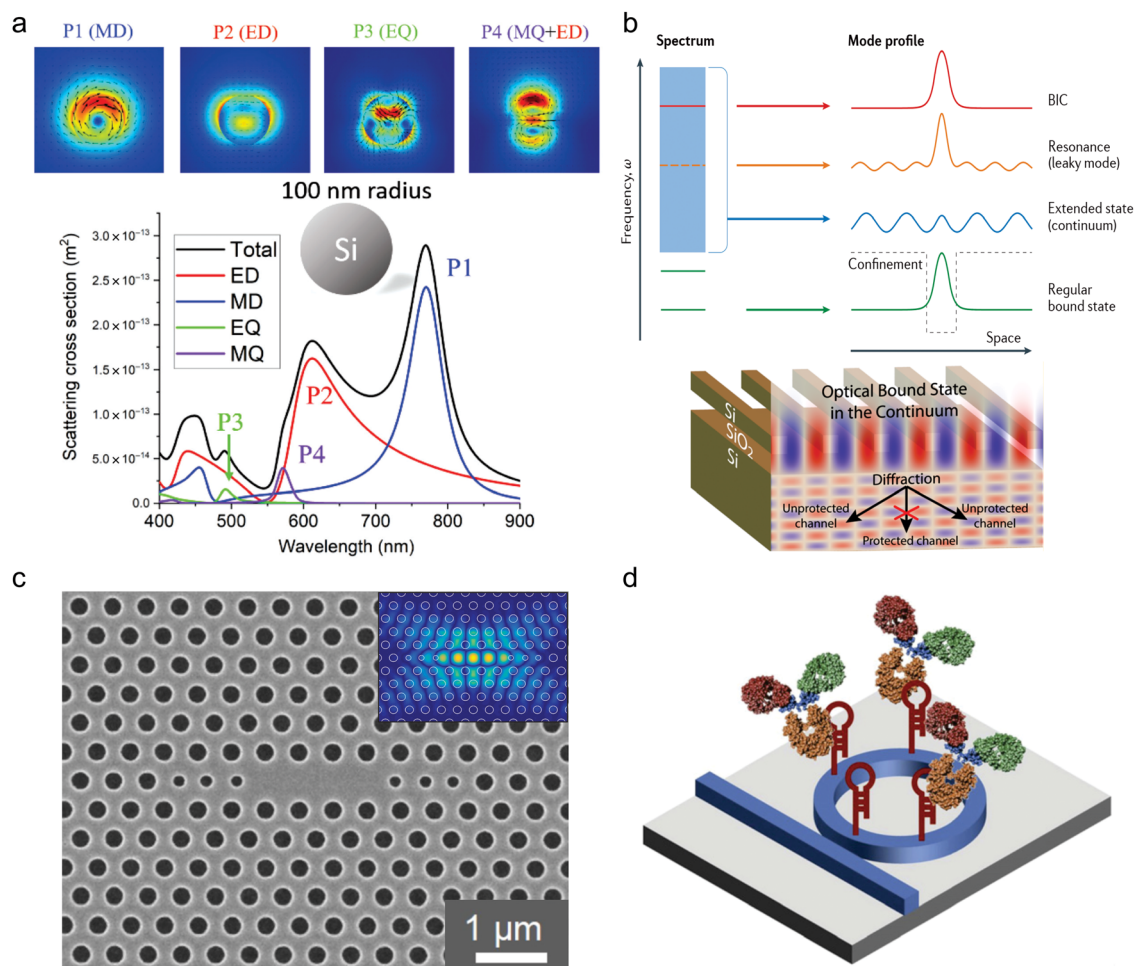 a
P1 (MD)
P2 (ED)
P3 (EQ)
P4 (MQ+ED)
100 nm radius
Si
Scattering cross section (m²)
3.0 × 10⁻¹³
2.5 × 10⁻¹³
2.0 × 10⁻¹³
1.5 × 10⁻¹³
1.0 × 10⁻¹³
5.0 × 10⁻¹⁴
0.0
Total
ED
MD
EQ
MQ
P1
P2
P3
P4
400
500
600
700
800
900
Wavelength (nm)
b
Spectrum
Mode profile
Frequency, ω
BIC
Resonance
(leaky mode)
Extended state
(continuum)
Confinement
Regular
bound state
Space
Optical Bound State
in the Continuum
Si
SiO₂
Si
Diffraction
Unprotected
channel
Unprotected
channel
Protected channel
c
1 µm
d